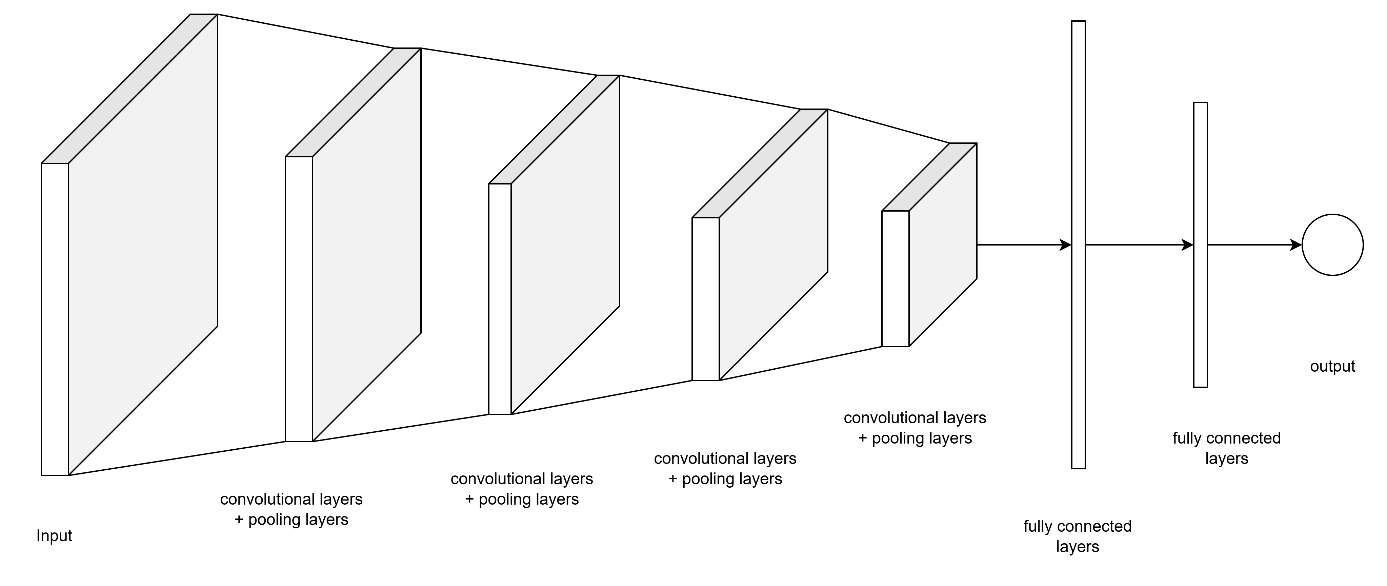 Input
convolutional layers
+ pooling layers
convolutional layers
+ pooling layers
convolutional layers
+ pooling layers
convolutional layers
+ pooling layers
fully connected
layers
fully connected
layers
output